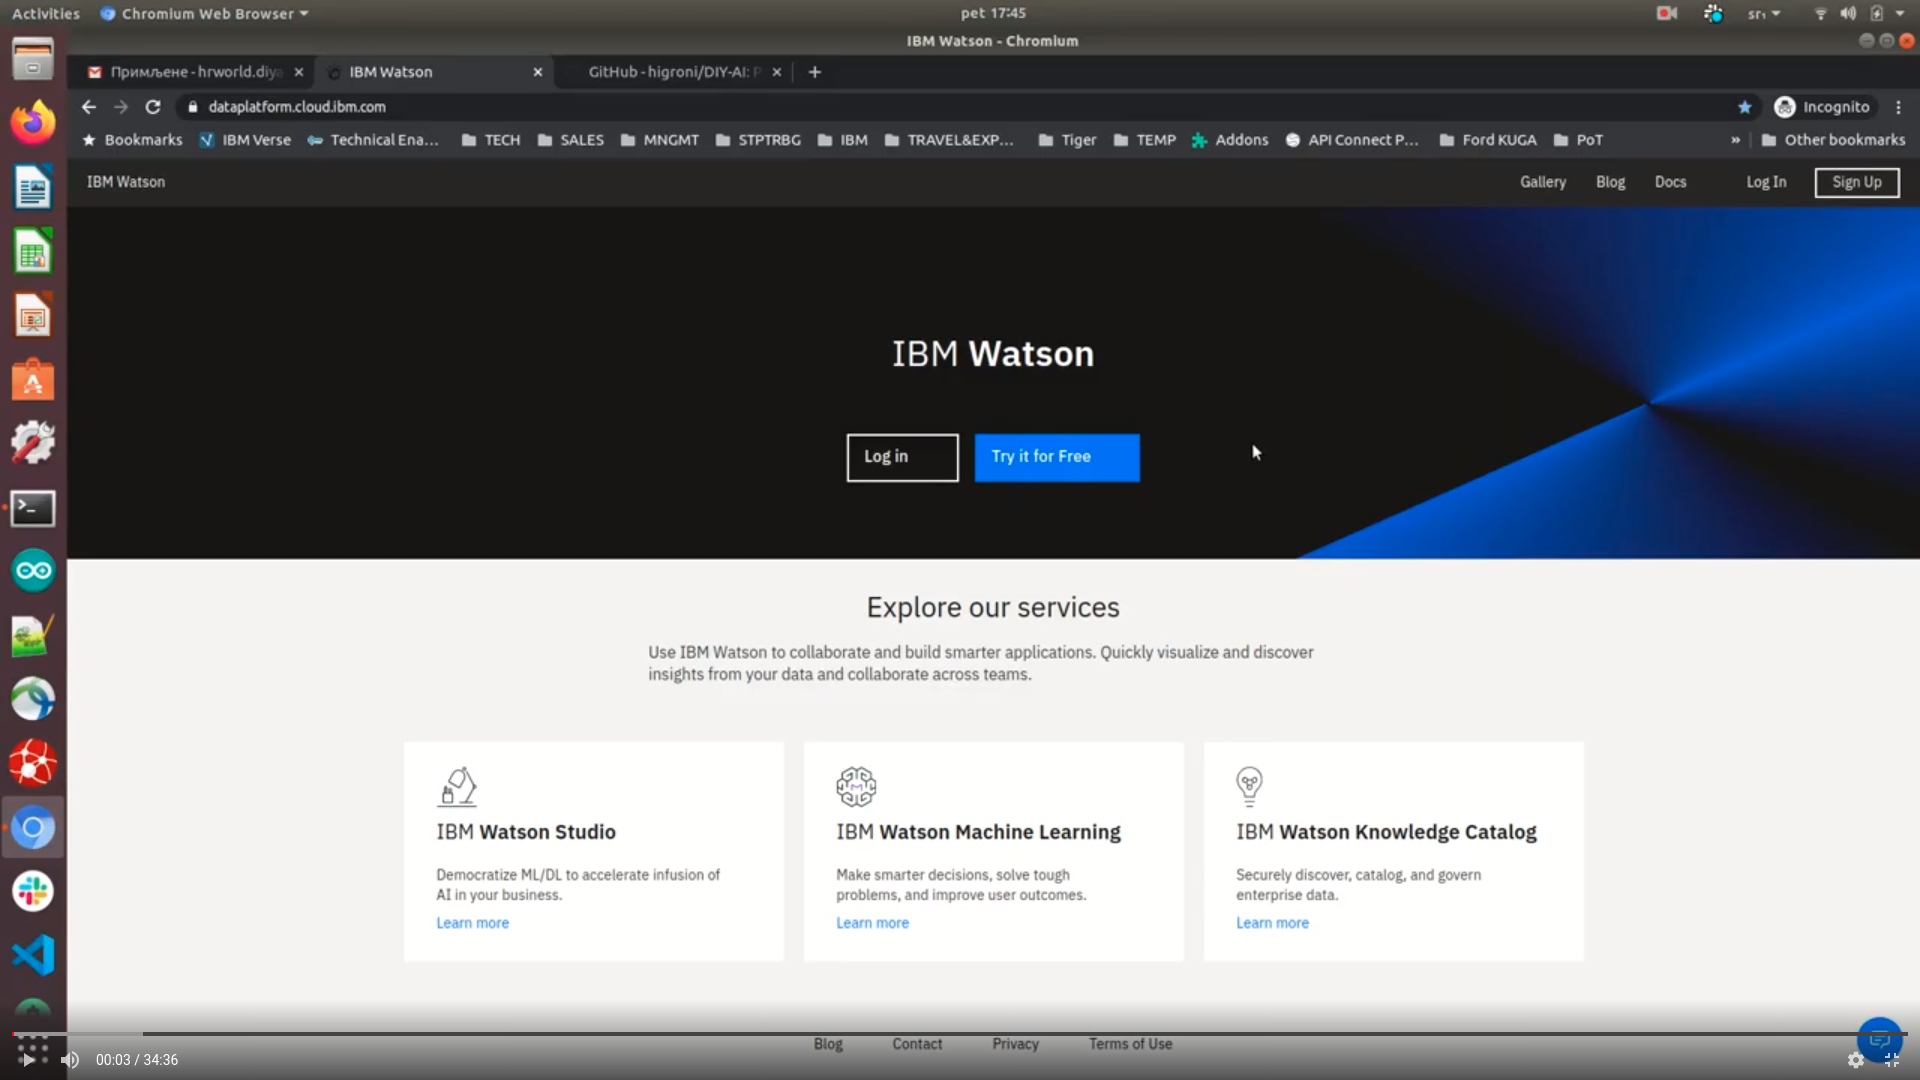 Activities Chromium Web Browser pet 17:45 sr₁
IBM Watson - Chromium
Примљене - hrworld.diya IBM Watson GitHub - higroni/DIY-AI: P
dataplatform.cloud.ibm.com Incognito
Bookmarks IBM Verse Technical Ena... TECH SALES MNGMT STPTRBG IBM TRAVEL&EXP... Tiger TEMP Addons API Connect P... Ford KUGA PoT » Other bookmarks
IBM Watson Gallery Blog Docs Log In Sign Up
IBM Watson
Log in Try it for Free
Explore our services
Use IBM Watson to collaborate and build smarter applications. Quickly visualize and discover
insights from your data and collaborate across teams.
IBM Watson Studio
Democratize ML/DL to accelerate infusion of
AI in your business.
Learn more
IBM Watson Machine Learning
Make smarter decisions, solve tough
problems, and improve user outcomes.
Learn more
IBM Watson Knowledge Catalog
Securely discover, catalog, and govern
enterprise data.
Learn more
Blog Contact Privacy Terms of Use
00:03 / 34:36